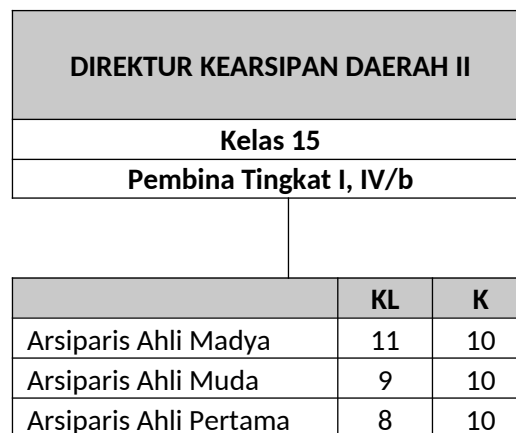 DIREKTUR KEARSIPAN DAERAH II
Kelas 15
Pembina Tingkat I, IV/b
KL K
Arsiparis Ahli Madya 11 10
Arsiparis Ahli Muda 9 10
Arsiparis Ahli Pertama 8 10